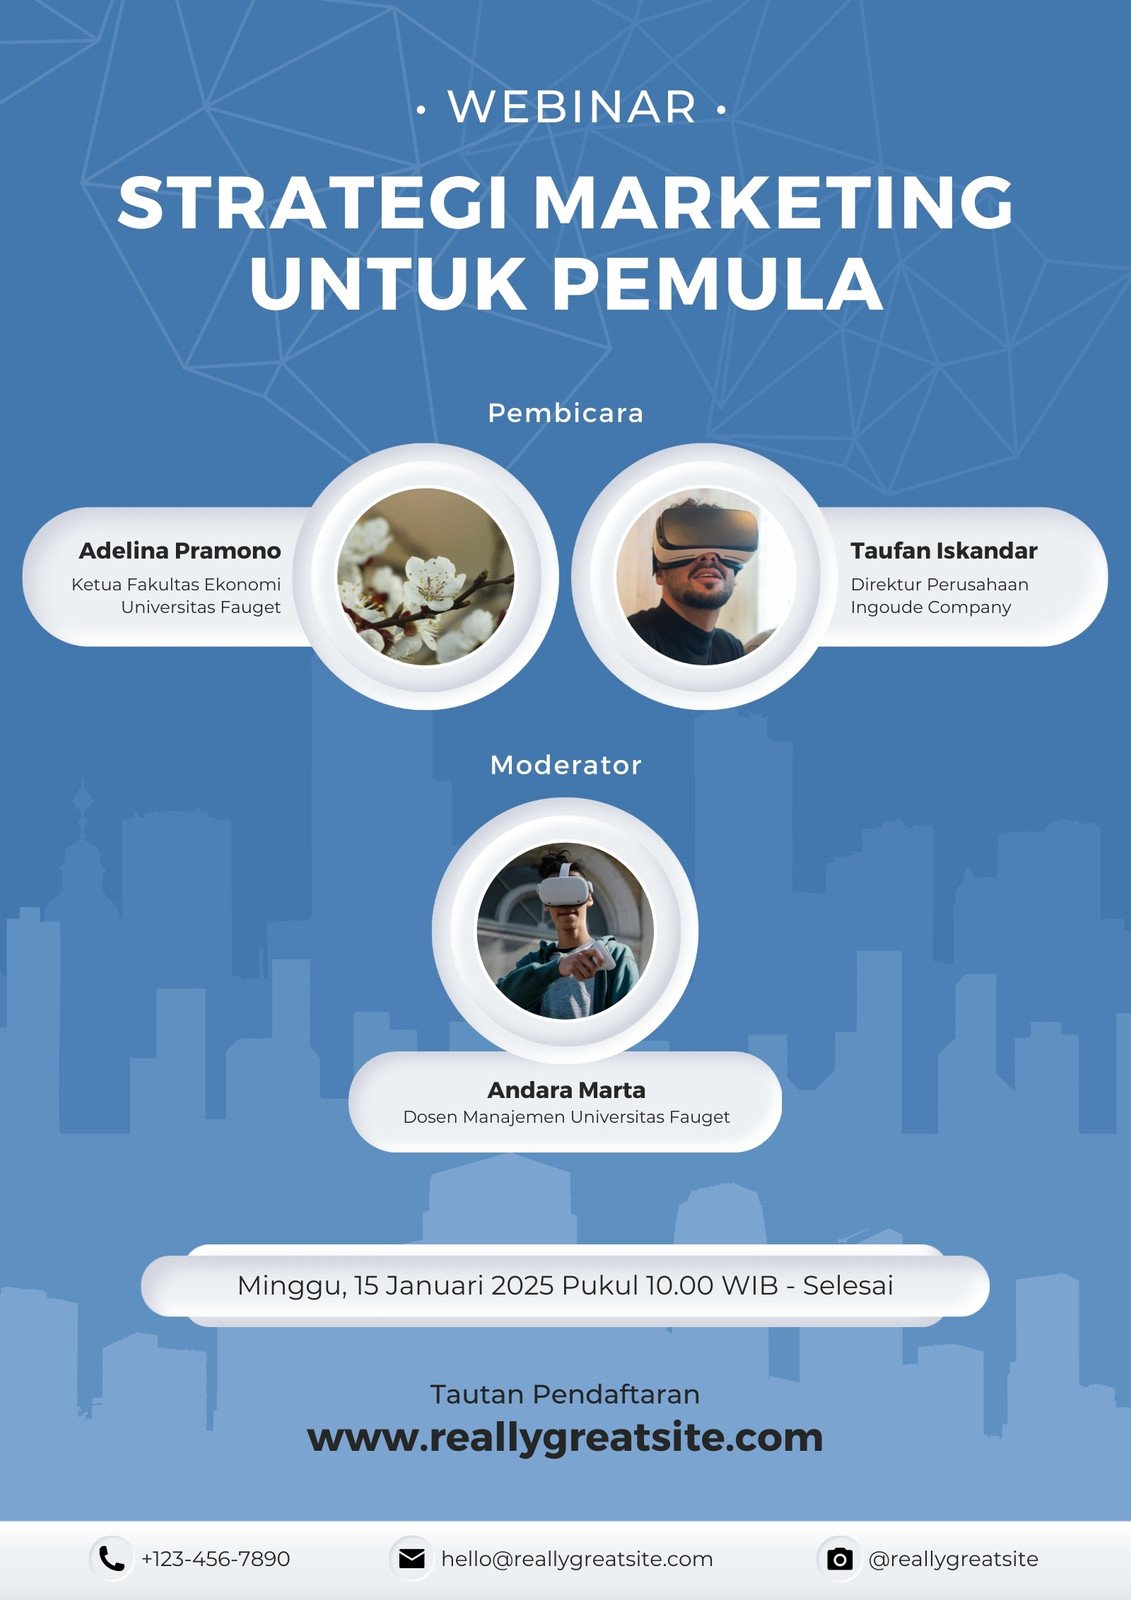 • WEBINAR •
STRATEGI MARKETING
UNTUK PEMULA
Pembicara
Adelina Pramono
Ketua Fakultas Ekonomi
Universitas Fauget
Taufan Iskandar
Direktur Perusahaan
Ingoude Company
Moderator
Andara Marta
Dosen Manajemen Universitas Fauget
Minggu, 15 Januari 2025 Pukul 10.00 WIB - Selesai
Tautan Pendaftaran
www.reallygreatsite.com
+123-456-7890
hello@reallygreatsite.com
@reallygreatsite